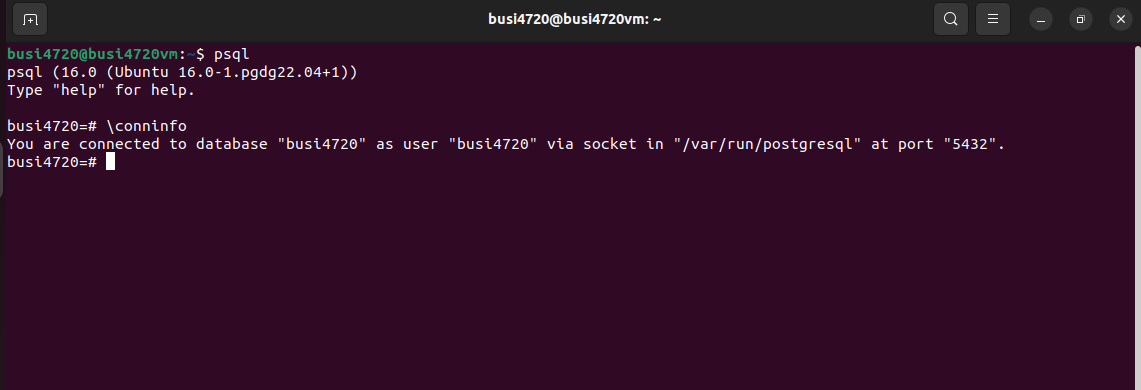 busi4720@busi4720vm: ~
busi4720@busi4720vm:~$ psql
psql (16.0 (Ubuntu 16.0-1.pgdg22.04+1))
Type "help" for help.
busi4720=# \conninfo
You are connected to database "busi4720" as user "busi4720" via socket in "/var/run/postgresql" at port "5432".
busi4720=#